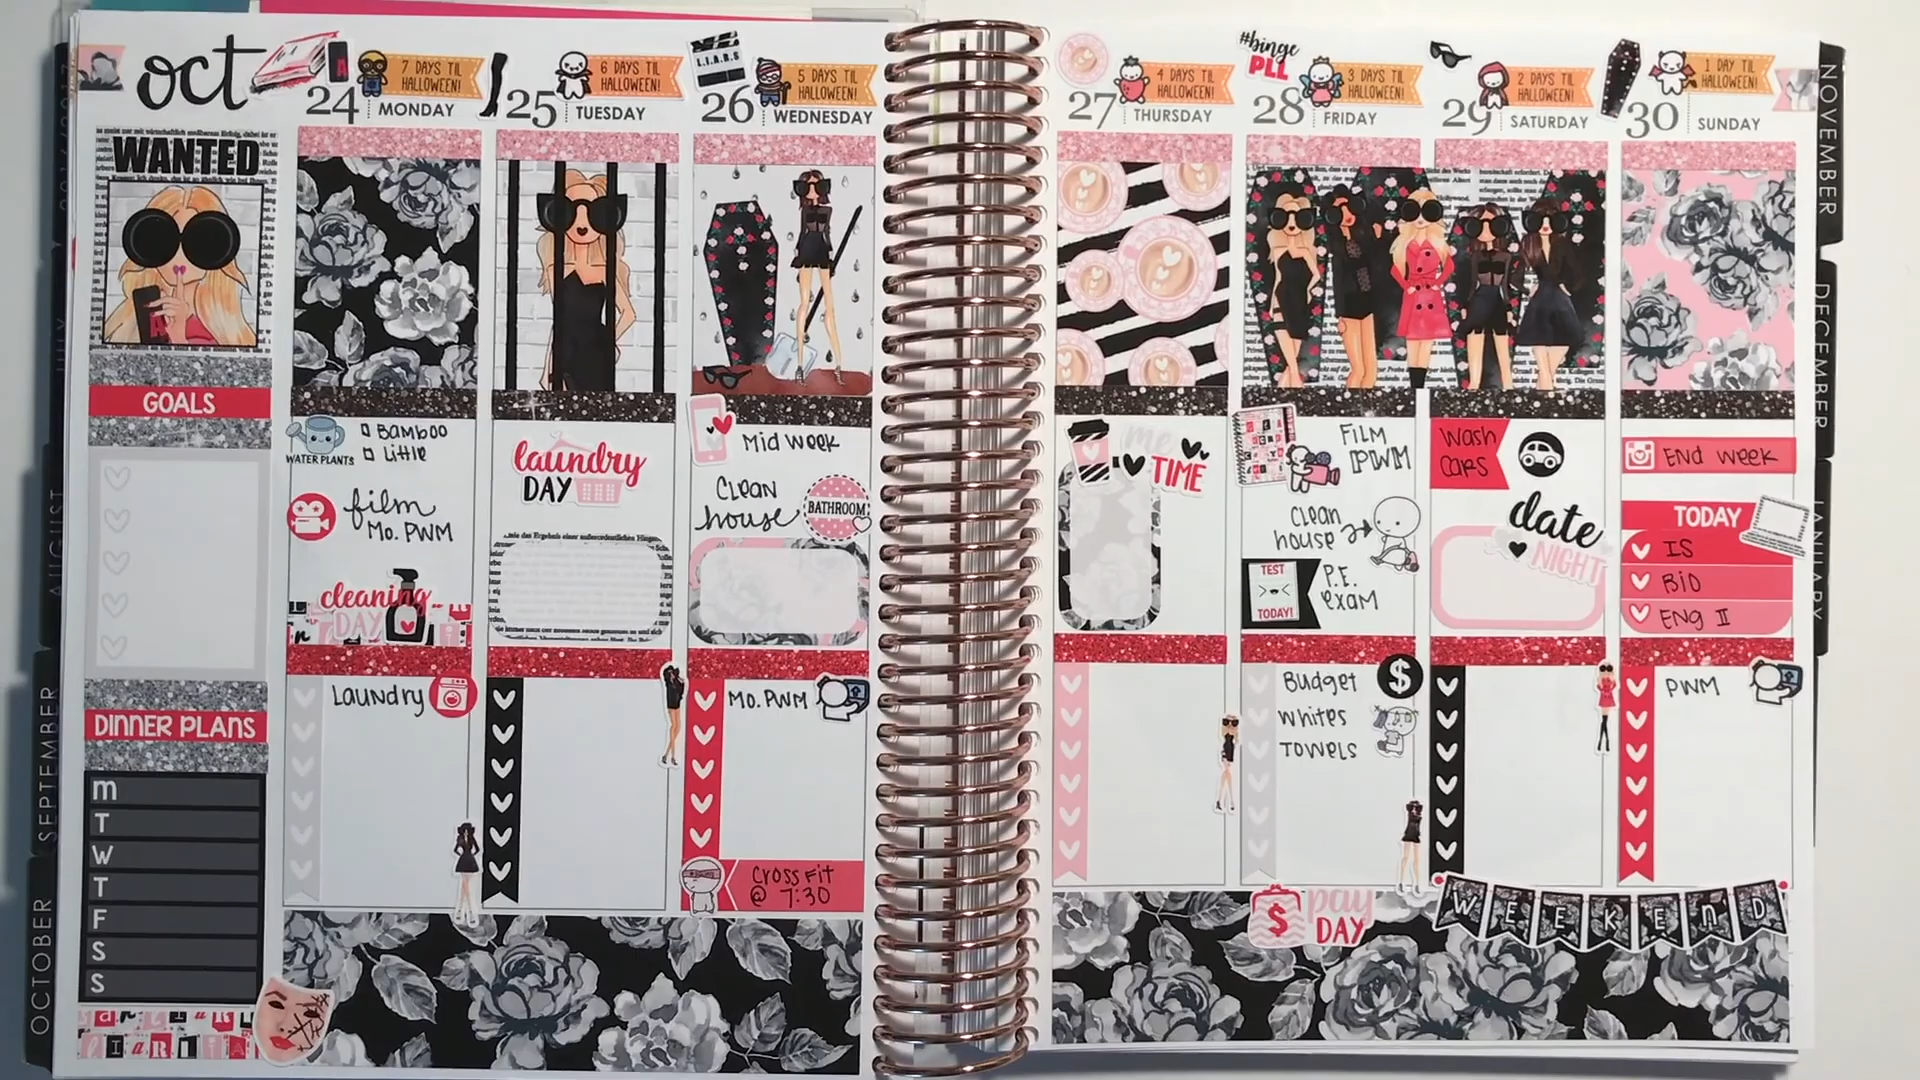 oct
24 MONDAY
7 DAYS TIL
HALLOWEEN!
25 TUESDAY
6 DAYS TIL
HALLOWEEN!
L.I.A.R.S
26 WEDNESDAY
5 DAYS TIL
HALLOWEEN!
27 THURSDAY
4 DAYS TIL
HALLOWEEN!
#binge
PLL
28 FRIDAY
3 DAYS TIL
HALLOWEEN!
29 SATURDAY
2 DAYS TIL
HALLOWEEN!
30 SUNDAY
1 DAY TIL
HALLOWEEN!
WANTED
A
GOALS
DINNER PLANS
m
T
W
T
F
S
S
WATER PLANTS
Bamboo
Little
film
Mo. PWM
cleaning
DAY
Laundry
laundry
DAY
Mid week
Clean
house
BATHROOM
Mo. PWM
Crossfit
@ 7:30
me
TIME
Film
PWM
Clean
house
TEST
TODAY!
P.E.
exam
Budget
Whites
Towels
pay
DAY
Wash
Cars
date
NIGHT
WEEKEND
End week
TODAY
IS
Bio
Eng II
PWM
AUGUST
SEPTEMBER
OCTOBER
NOVEMBER
DECEMBER
JANUARY